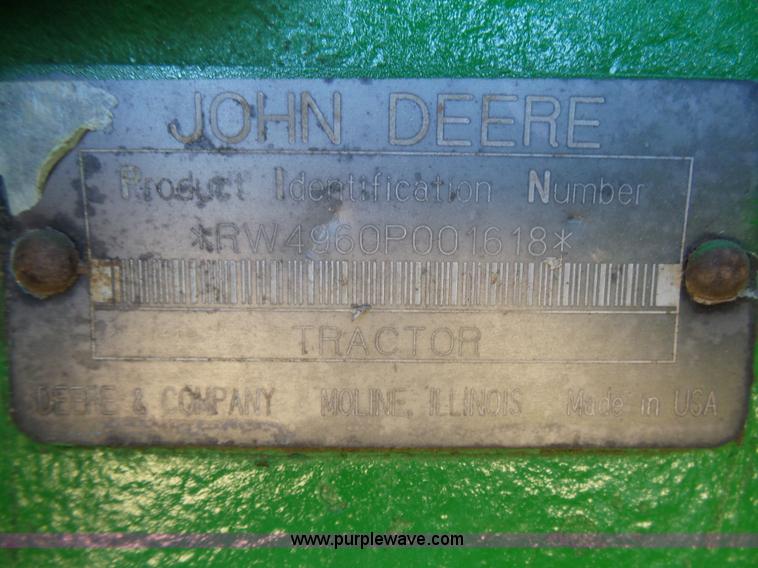 JOHN DEERE
Product Identification Number
*RW4960P001618*
TRACTOR
DEERE & COMPANY MOLINE, ILLINOIS Made in USA
www.purplewave.com